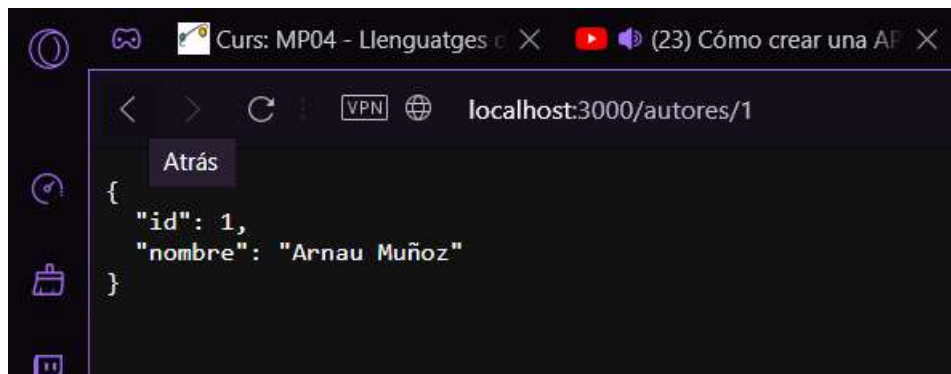 Curs: MP04 - Llenguatges d
(23) Cómo crear una AP
VPN
localhost:3000/autores/1
Atrás
{
"id": 1,
"nombre": "Arnau Muñoz"
}